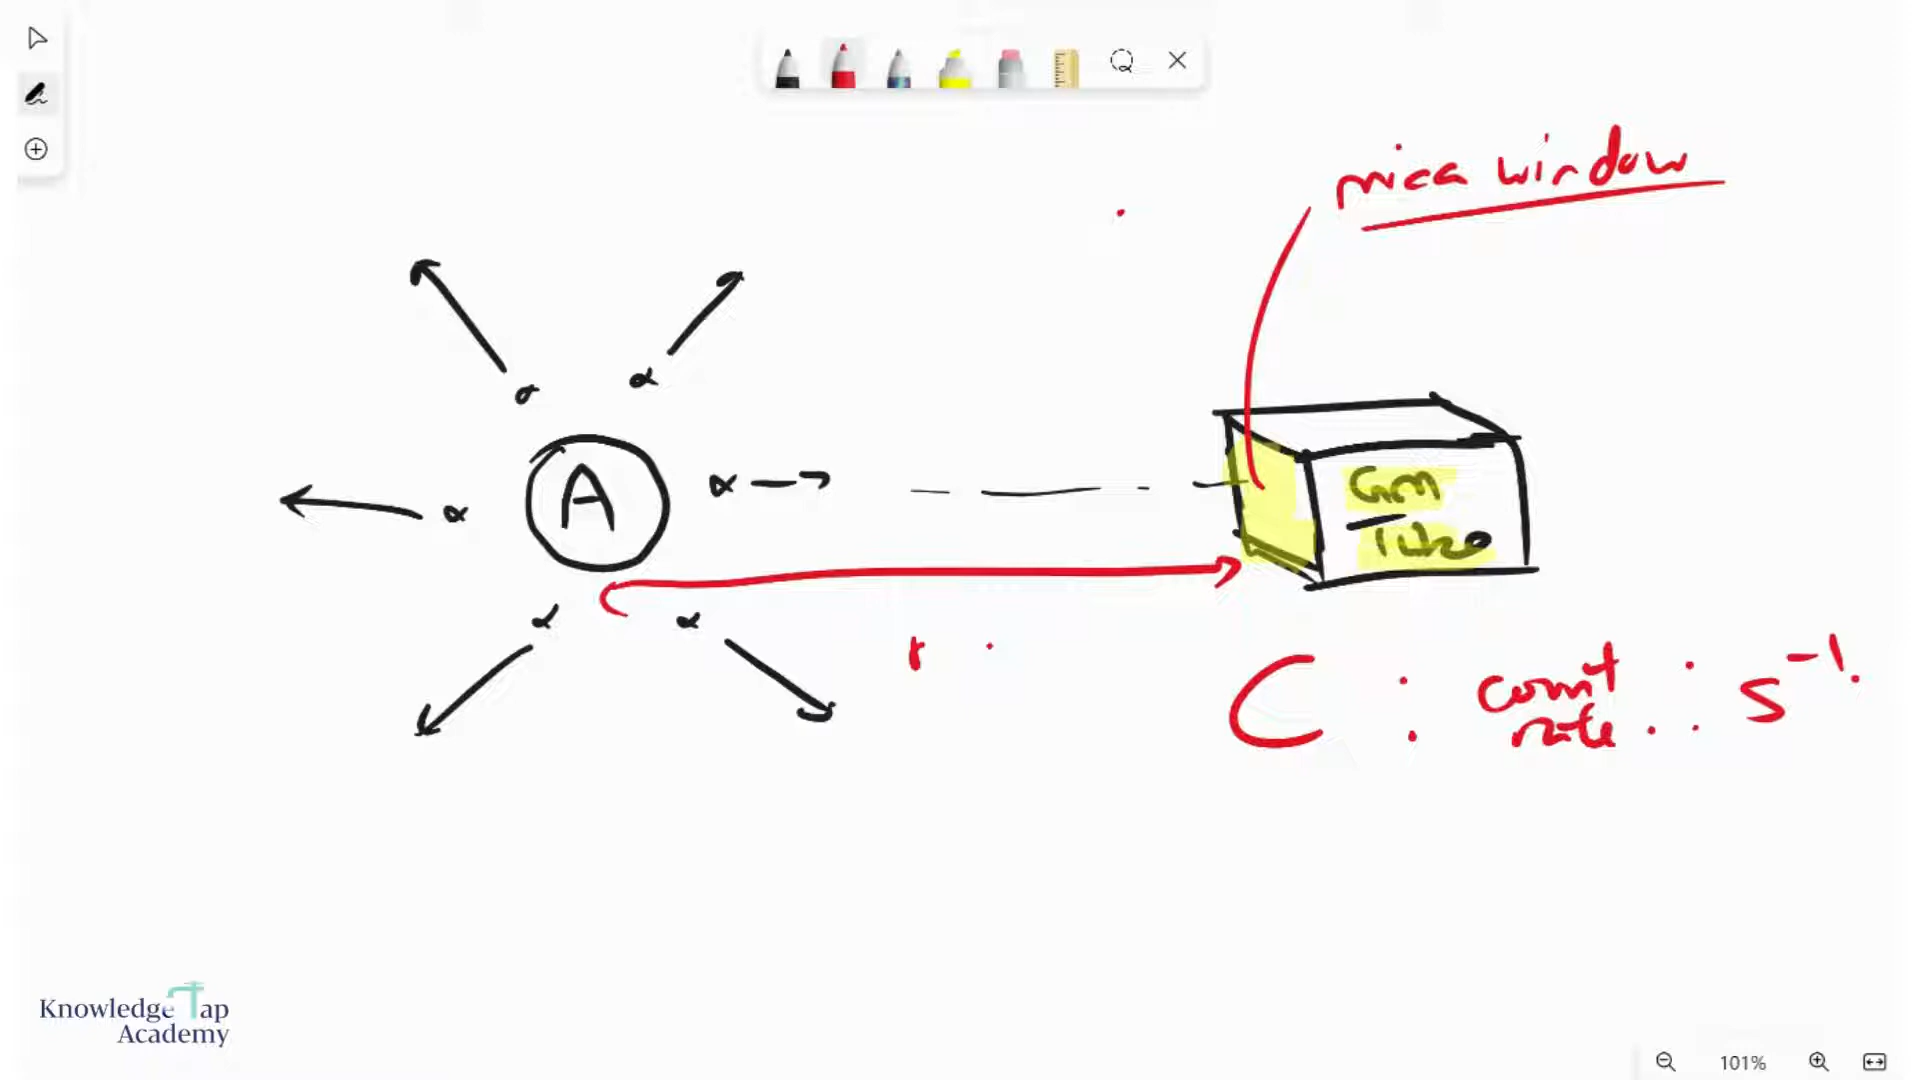 mica window
α
α
A
α
α
α
α
GM
Tube
r
C : count
rate : s⁻¹
Knowledge Tap
Academy
101%